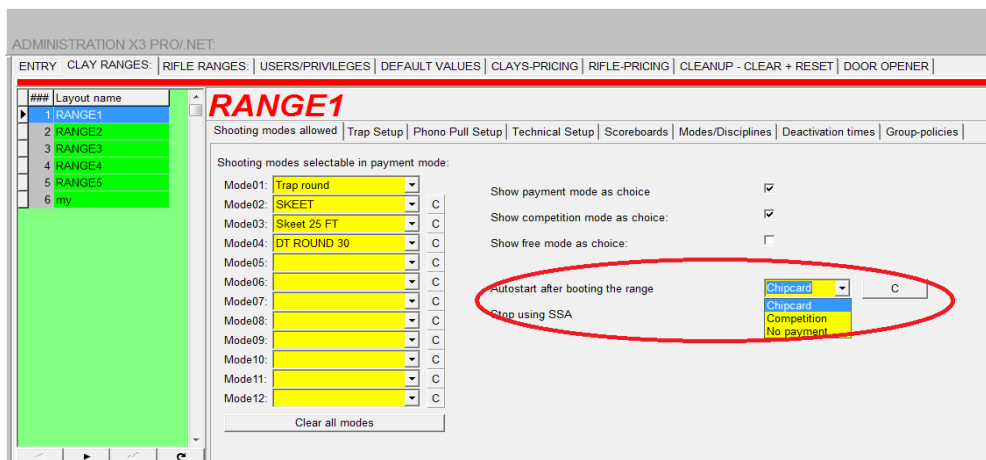 ADMINISTRATION X3 PRO/.NET:
ENTRY CLAY RANGES: RIFLE RANGES: USERS/PRIVILEGES DEFAULT VALUES CLAYS-PRICING RIFLE-PRICING CLEANUP - CLEAR + RESET DOOR OPENER
### Layout name
1 RANGE1
2 RANGE2
3 RANGE3
4 RANGE4
5 RANGE5
6 my
RANGE1
Shooting modes allowed Trap Setup Phono Pull Setup Technical Setup Scoreboards Modes/Disciplines Deactivation times Group-policies
Shooting modes selectable in payment mode:
Mode01: Trap round
Mode02: SKEET C
Mode03: Skeet 25 FT C
Mode04: DT ROUND 30 C
Mode05: C
Mode06: C
Mode07: C
Mode08: C
Mode09: C
Mode10: C
Mode11: C
Mode12: C
Clear all modes
Show payment mode as choice
Show competition mode as choice:
Show free mode as choice:
Autostart after booting the range Chipcard C
Chipcard
Competition
No payment
Stop using SSA